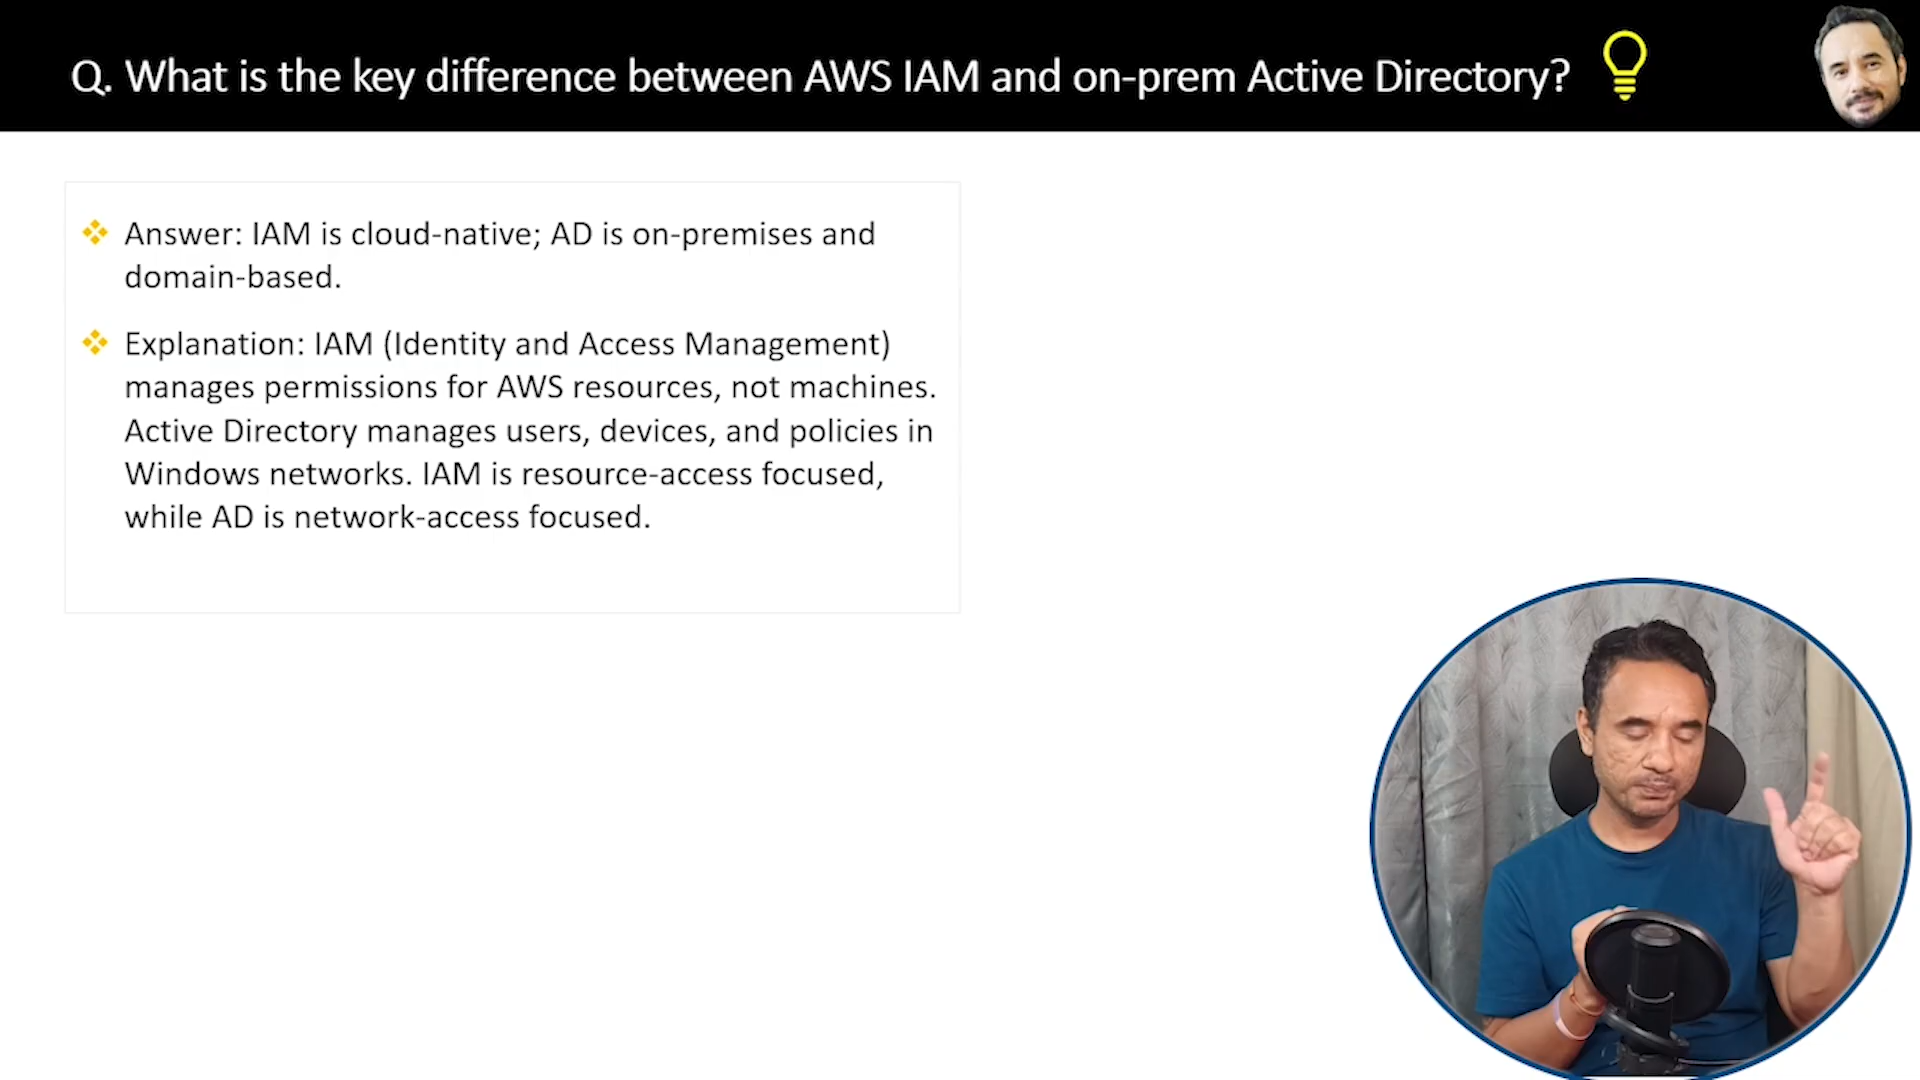 Q. What is the key difference between AWS IAM and on-prem Active Directory?
Answer: IAM is cloud-native; AD is on-premises and
domain-based.
Explanation: IAM (Identity and Access Management)
manages permissions for AWS resources, not machines.
Active Directory manages users, devices, and policies in
Windows networks. IAM is resource-access focused,
while AD is network-access focused.